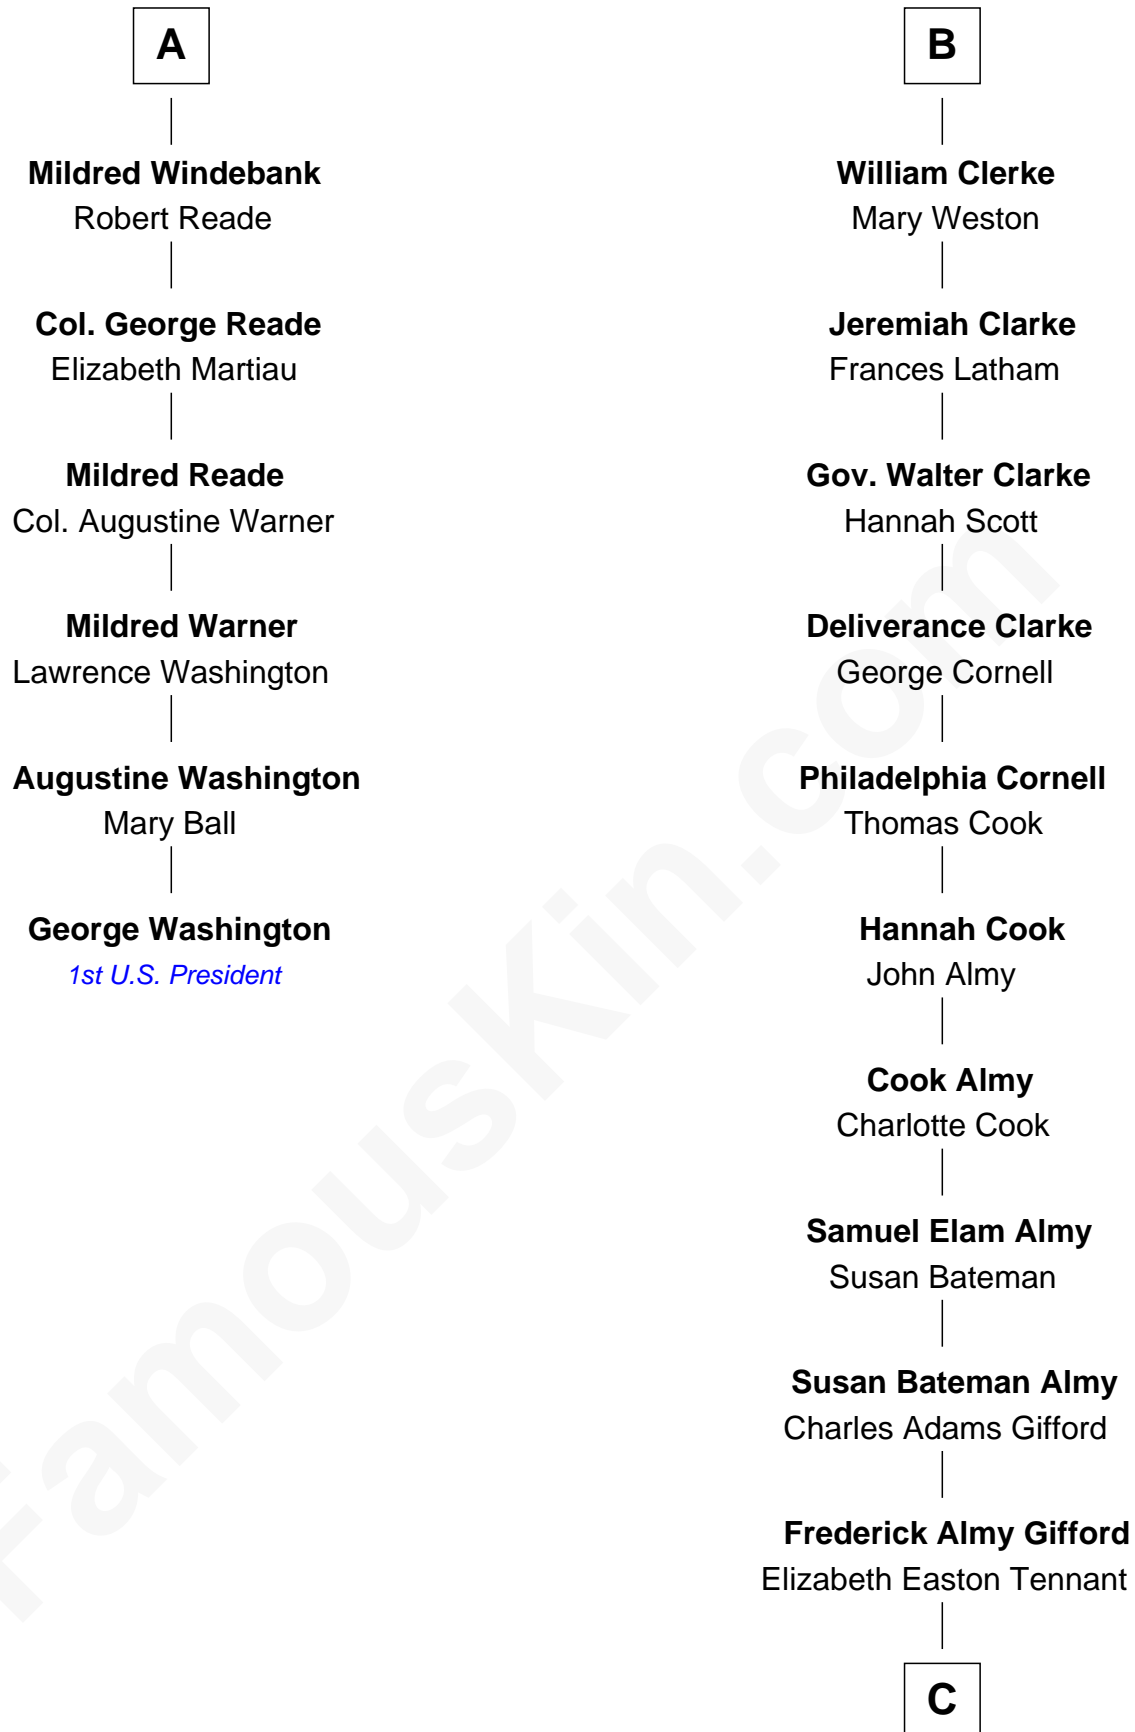 A
Mildred Windebank
Robert Reade
Col. George Reade
Elizabeth Martiau
Mildred Reade
Col. Augustine Warner
Mildred Warner
Lawrence Washington
Augustine Washington
Mary Ball
George Washington
1st U.S. President
B
William Clerke
Mary Weston
Jeremiah Clarke
Frances Latham
Gov. Walter Clarke
Hannah Scott
Deliverance Clarke
George Cornell
Philadelphia Cornell
Thomas Cook
Hannah Cook
John Almy
Cook Almy
Charlotte Cook
Samuel Elam Almy
Susan Bateman
Susan Bateman Almy
Charles Adams Gifford
Frederick Almy Gifford
Elizabeth Easton Tennant
C
FamousKin.com